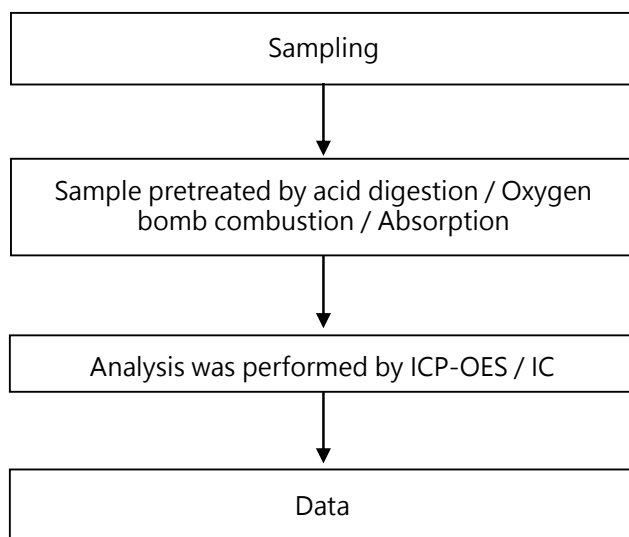 Sampling
Sample pretreated by acid digestion / Oxygen
bomb combustion / Absorption
Analysis was performed by ICP-OES / IC
Data